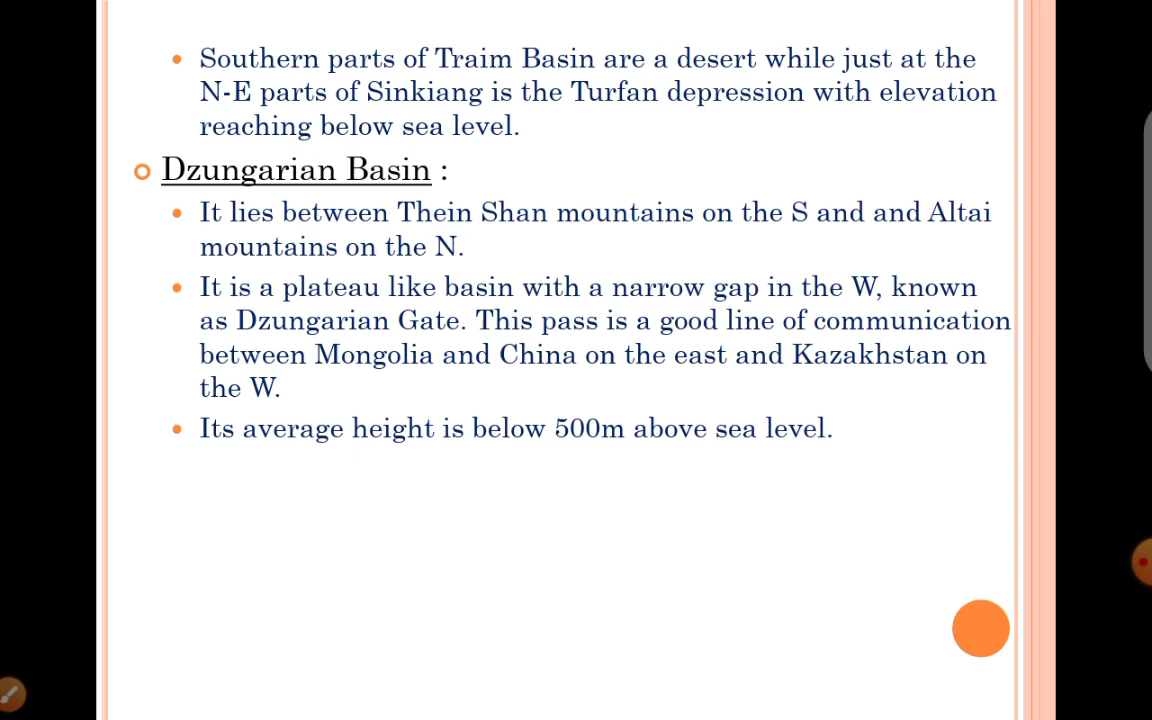 Southern parts of Traim Basin are a desert while just at the
N-E parts of Sinkiang is the Turfan depression with elevation
reaching below sea level.
Dzungarian Basin :
It lies between Thein Shan mountains on the S and and Altai
mountains on the N.
It is a plateau like basin with a narrow gap in the W, known
as Dzungarian Gate. This pass is a good line of communication
between Mongolia and China on the east and Kazakhstan on
the W.
Its average height is below 500m above sea level.